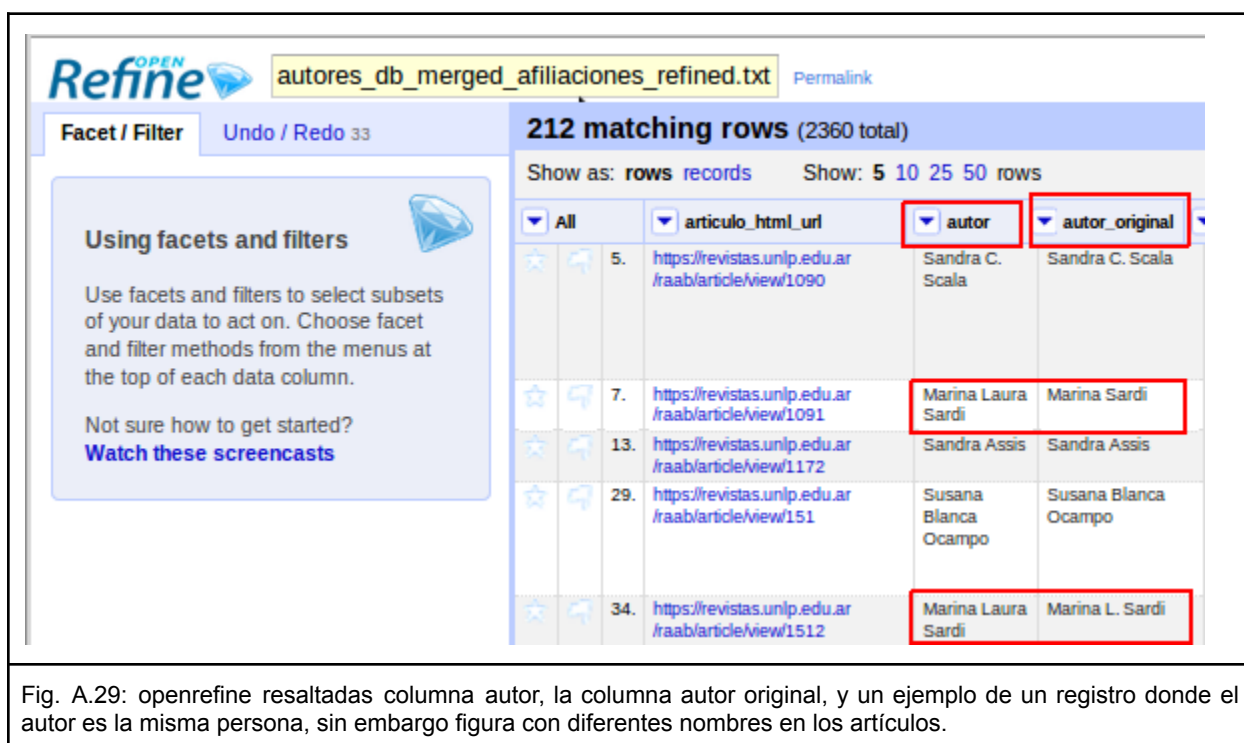 OPEN
Refine autores_db_merged_afiliaciones_refined.txt Permalink
Facet / Filter Undo / Redo 33
212 matching rows (2360 total)
Show as: rows records Show: 5 10 25 50 rows
All articulo_html_url autor autor_original
Using facets and filters
Use facets and filters to select subsets
of your data to act on. Choose facet
and filter methods from the menus at
the top of each data column.
Not sure how to get started?
Watch these screencasts
5. https://revistas.unlp.edu.ar Sandra C. Sandra C. Scala
/raab/article/view/1090 Scala
7. https://revistas.unlp.edu.ar Marina Laura Marina Sardi
/raab/article/view/1091 Sardi
13. https://revistas.unlp.edu.ar Sandra Assis Sandra Assis
/raab/article/view/1172
29. https://revistas.unlp.edu.ar Susana Susana Blanca
/raab/article/view/151 Blanca Ocampo
Ocampo
34. https://revistas.unlp.edu.ar Marina Laura Marina L. Sardi
/raab/article/view/1512 Sardi
Fig. A.29: openrefine resaltadas columna autor, la columna autor original, y un ejemplo de un registro donde el
autor es la misma persona, sin embargo figura con diferentes nombres en los artículos.